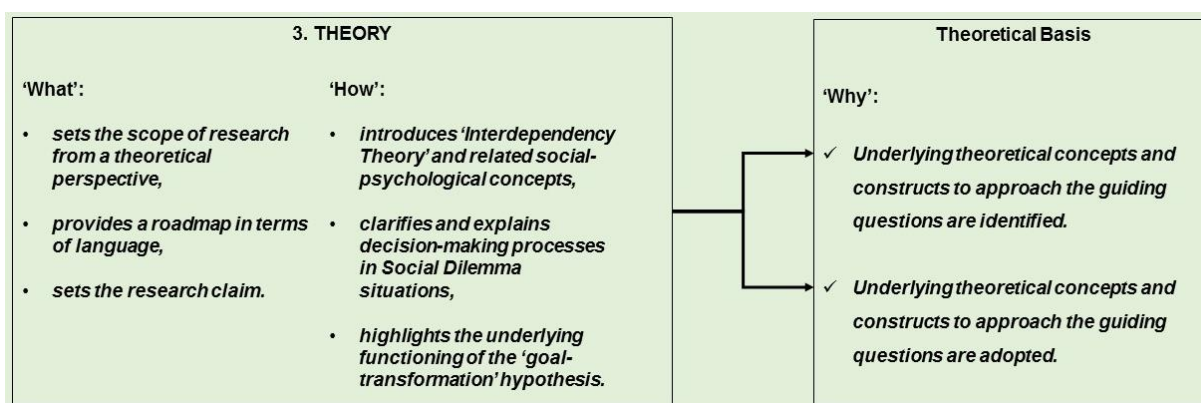 3. THEORY
‘What’:
• sets the scope of research
from a theoretical
perspective,
• provides a roadmap in terms
of language,
• sets the research claim.
‘How’:
• introduces ‘Interdependency
Theory’ and related social-
psychological concepts,
• clarifies and explains
decision-making processes
in Social Dilemma
situations,
• highlights the underlying
functioning of the ‘goal-
transformation’ hypothesis.
Theoretical Basis
‘Why’:
✓ Underlying theoretical concepts and
constructs to approach the guiding
questions are identified.
✓ Underlying theoretical concepts and
constructs to approach the guiding
questions are adopted.